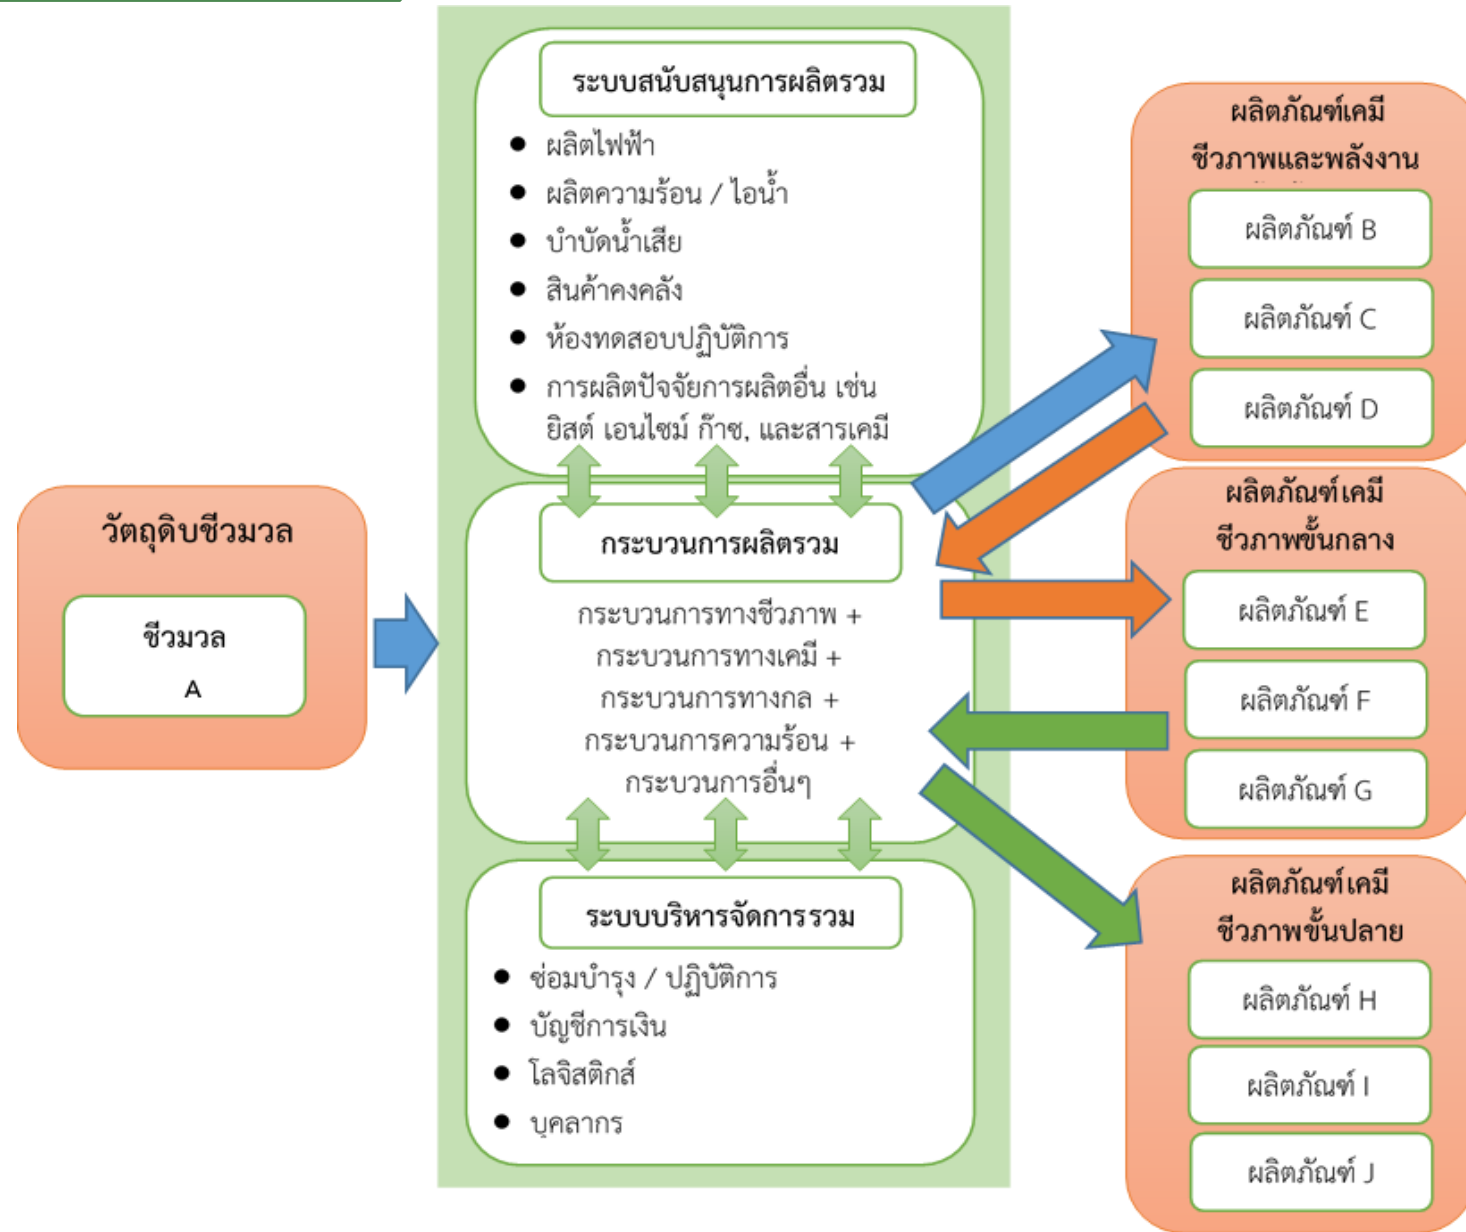 ระบบสนับสนุนการผลิตรวม
ผลิตไฟฟ้า
ผลิตความร้อน / ไอน้ำ
บำบัดน้ำเสีย
สินค้าคงคลัง
ห้องทดสอบปฏิบัติการ
การผลิตปัจจัยการผลิตอื่น เช่น
ยิสต์ เอนไซม์ ก๊าซ, และสารเคมี
วัตถุดิบชีวมวล
ชีวมวล
A
กระบวนการผลิตรวม
กระบวนการทางชีวภาพ +
กระบวนการทางเคมี +
กระบวนการทางกล +
กระบวนการความร้อน +
กระบวนการอื่นๆ
ระบบบริหารจัดการรวม
ซ่อมบำรุง / ปฏิบัติการ
บัญชีการเงิน
โลจิสติกส์
บุคลากร
ผลิตภัณฑ์เคมี
ชีวภาพและพลังงาน
ผลิตภัณฑ์ B
ผลิตภัณฑ์ C
ผลิตภัณฑ์ D
ผลิตภัณฑ์เคมี
ชีวภาพขั้นกลาง
ผลิตภัณฑ์ E
ผลิตภัณฑ์ F
ผลิตภัณฑ์ G
ผลิตภัณฑ์เคมี
ชีวภาพขั้นปลาย
ผลิตภัณฑ์ H
ผลิตภัณฑ์ I
ผลิตภัณฑ์ J